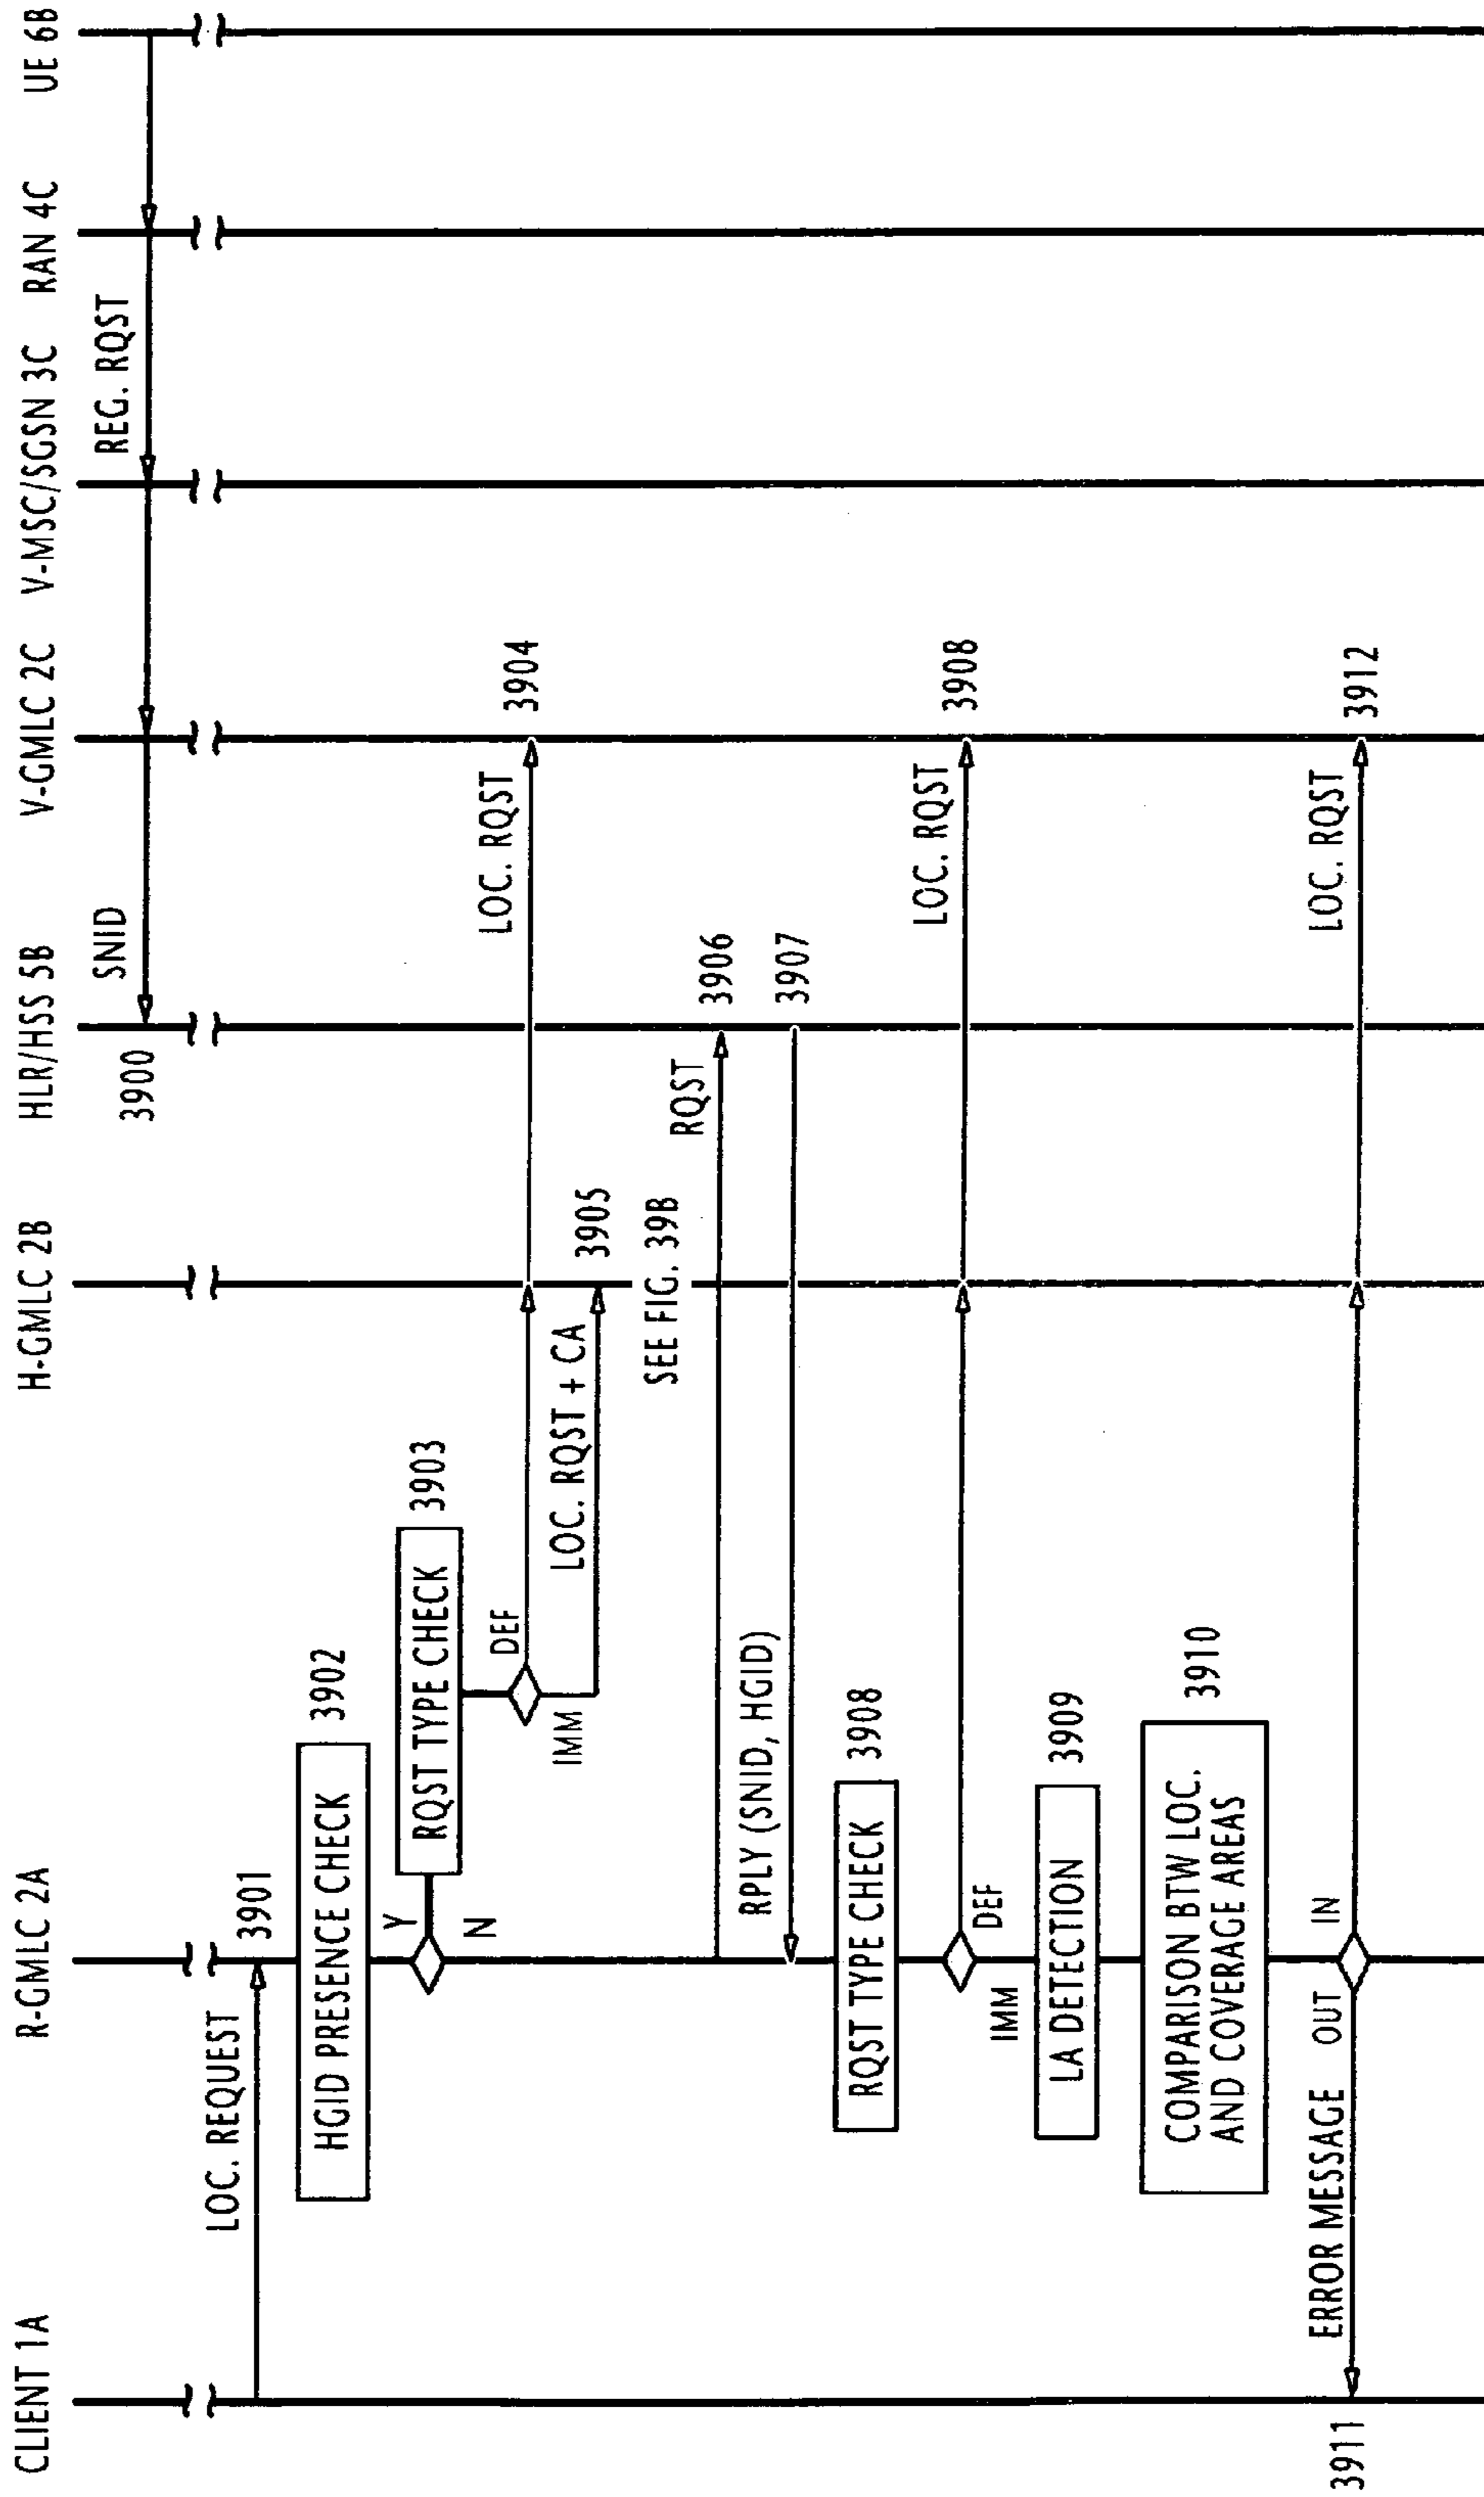 CLIENT 1A
R-GMLC 2A
H-GMLC 2B
HLR/HSS 5B
V-GMLC 2C
V-MSC/SGSN 3C
RAN 4C
UE 6B
3900
SNID
REG. RQST
LOC. REQUEST
3901
HGID PRESENCE CHECK
3902
Y
N
RQST TYPE CHECK
3903
DEF
IMM
LOC. RQST
3904
LOC. RQST + CA
3905
SEE FIG. 39B
RQST
3906
RPLY (SNID, HGID)
3907
RQST TYPE CHECK
3908
DEF
IMM
LOC. RQST
3908
LA DETECTION
3909
COMPARISON BTW LOC.
AND COVERAGE AREAS
3910
3911
ERROR MESSAGE
OUT
IN
LOC. RQST
3912